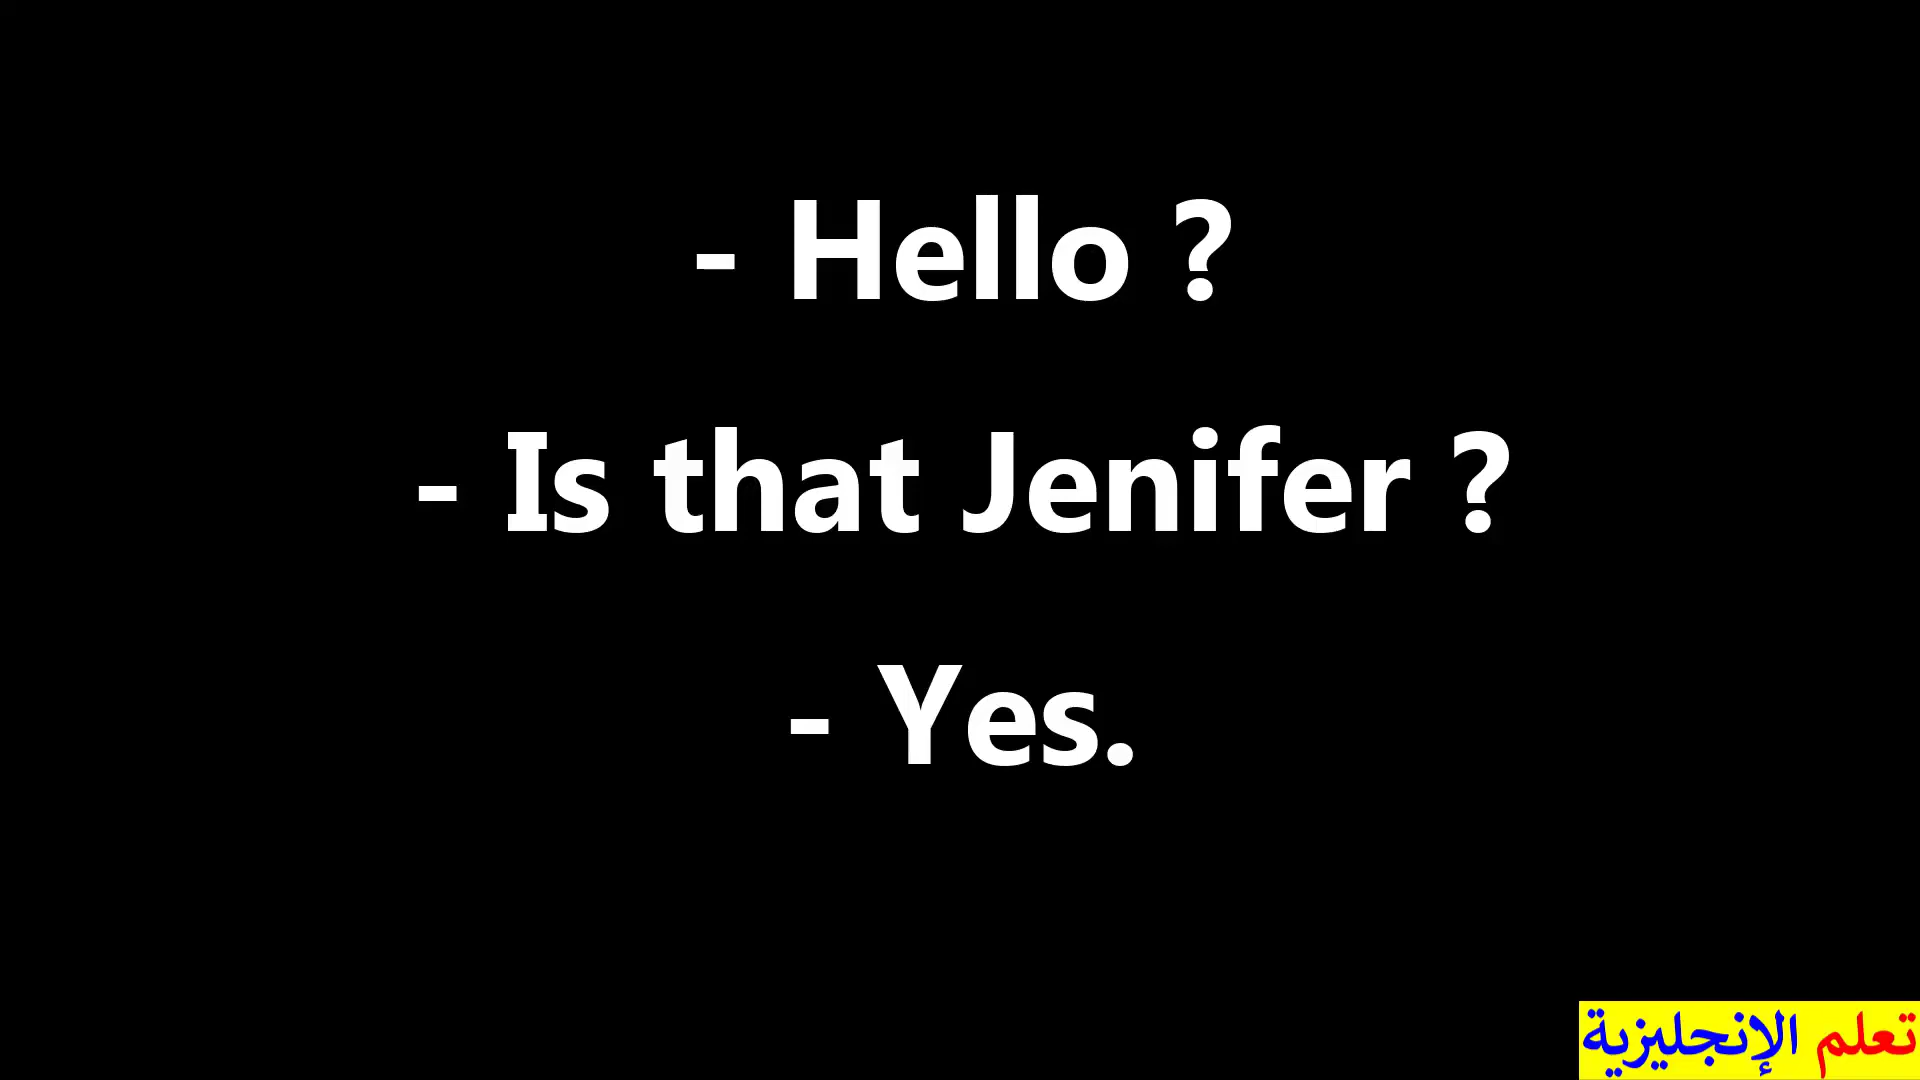 - Hello ?
- Is that Jenifer ?
- Yes.
تعلم الإنجليزية